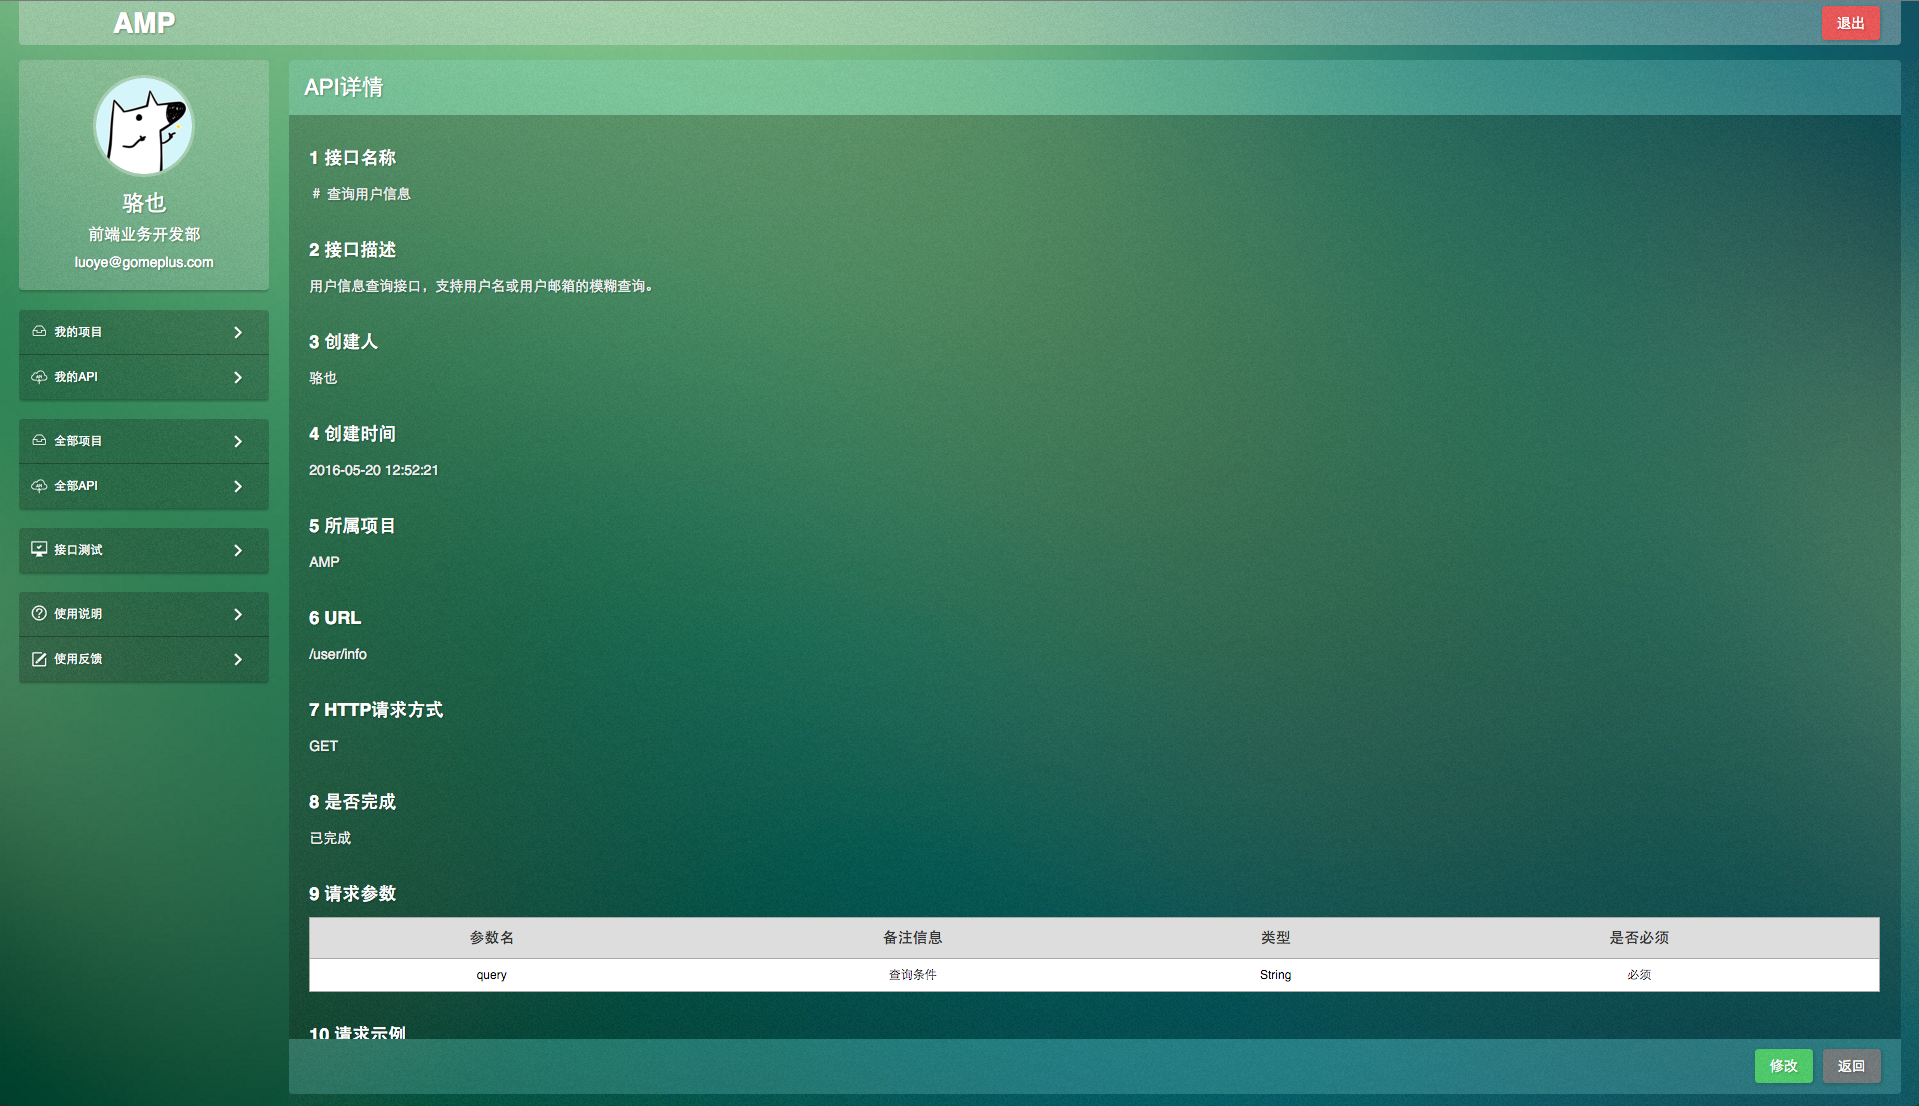 AMP
退出
骆也
前端业务开发部
luoye@gomeplus.com
我的项目
我的API
全部项目
全部API
接口测试
使用说明
使用反馈
API详情
1 接口名称
# 查询用户信息
2 接口描述
用户信息查询接口，支持用户名或用户邮箱的模糊查询。
3 创建人
骆也
4 创建时间
2016-05-20 12:52:21
5 所属项目
AMP
6 URL
/user/info
7 HTTP请求方式
GET
8 是否完成
已完成
9 请求参数
参数名 备注信息 类型 是否必须
query 查询条件 String 必须
10 请求示例
修改 返回